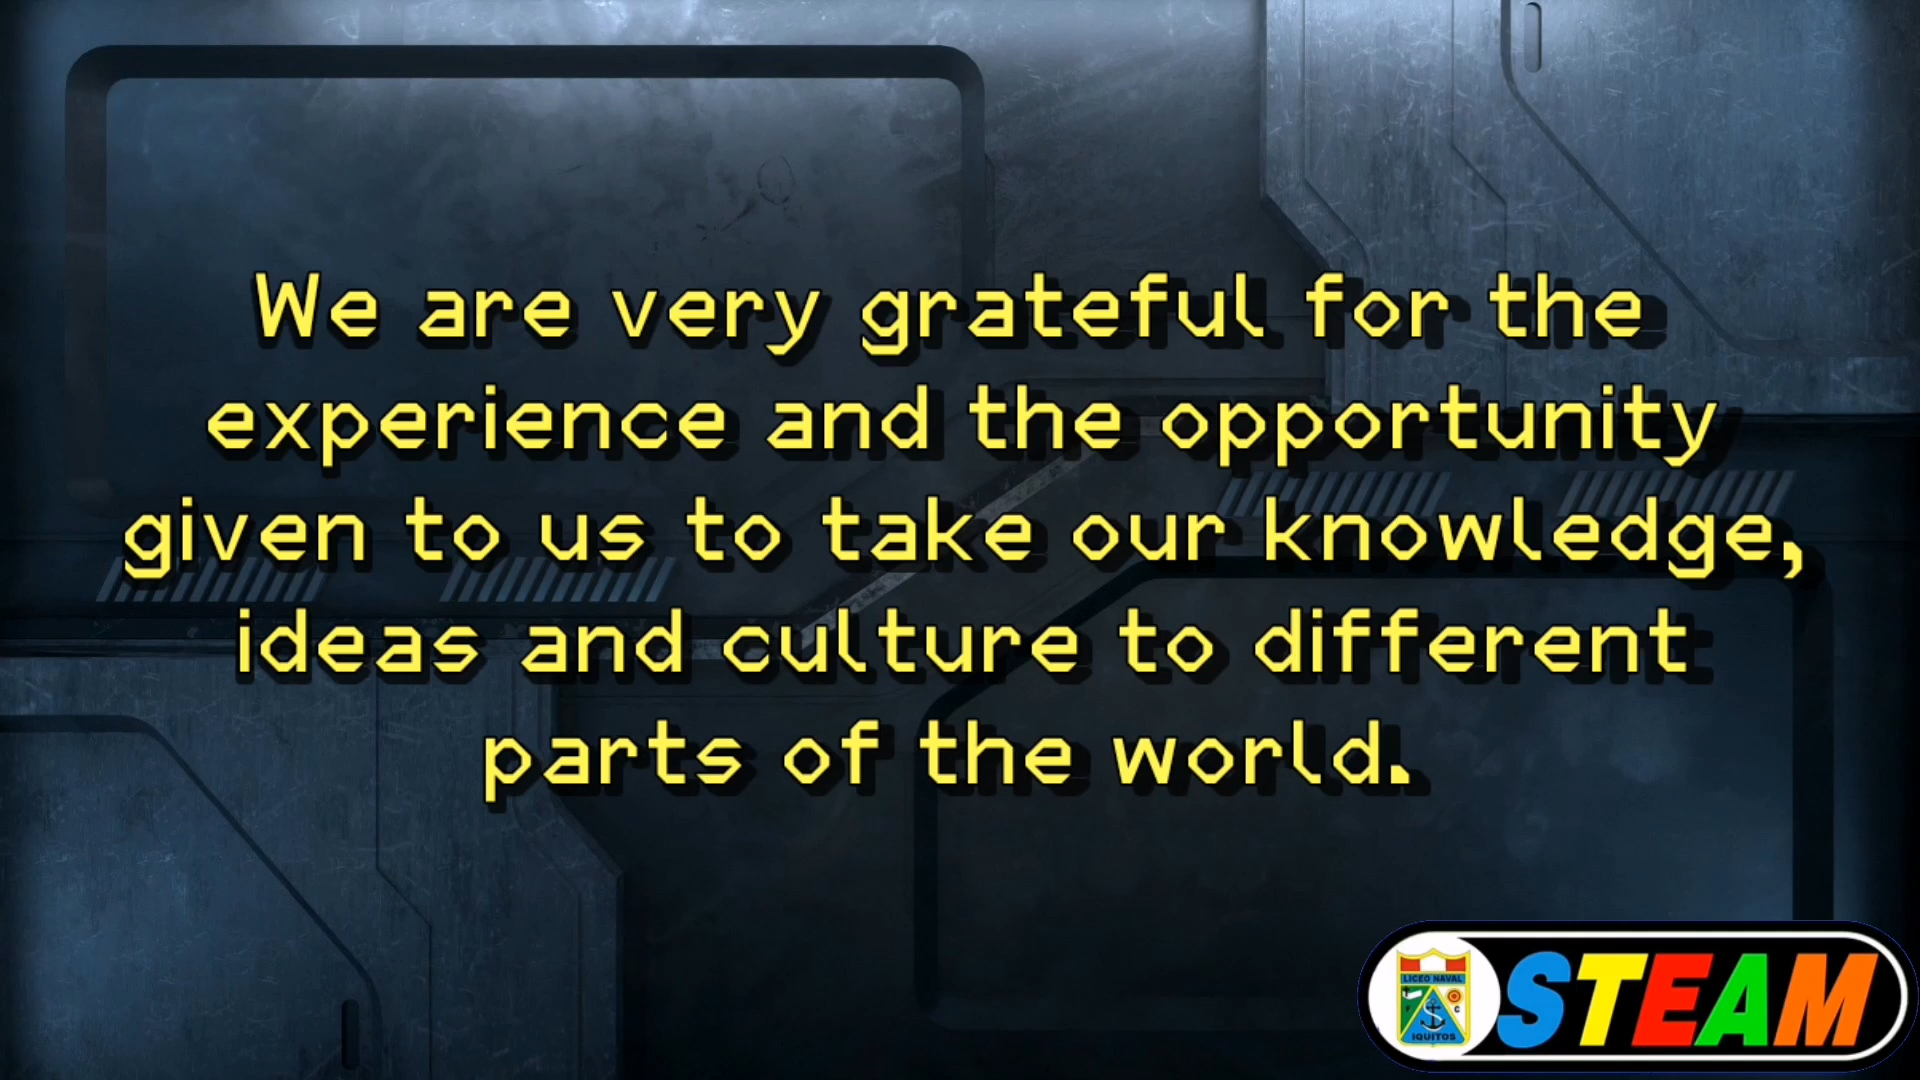 We are very grateful for the
experience and the opportunity
given to us to take our knowledge,
ideas and culture to different
parts of the world.
LICEO NAVAL
C
IQUITOS
STEAM